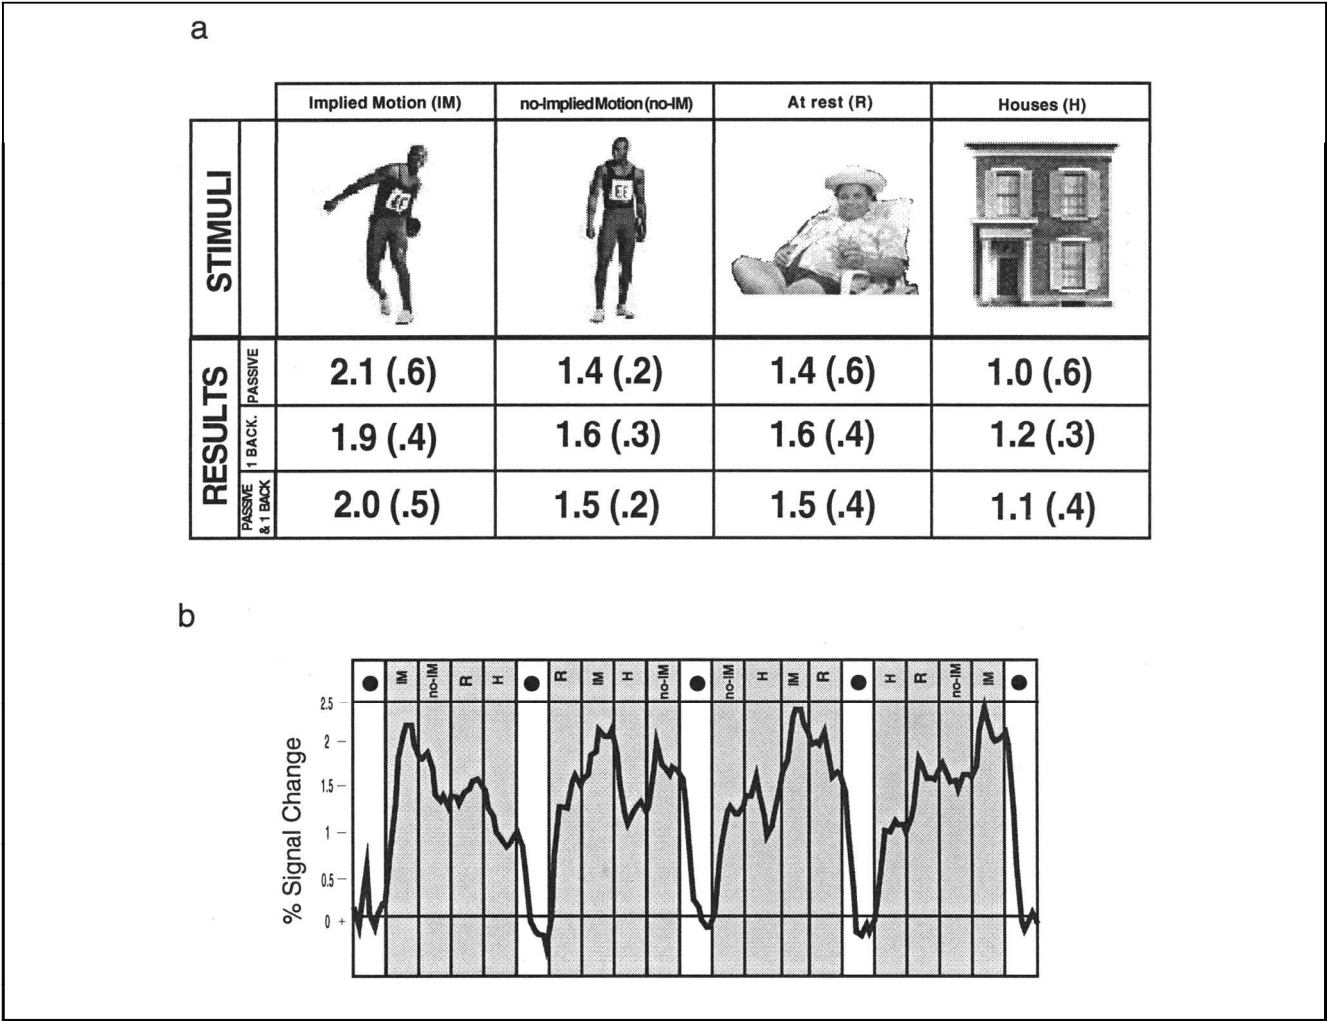 a
Implied Motion (IM) no-Implied Motion (no-IM) At rest (R) Houses (H)
STIMULI
RESULTS
PASSIVE 2.1 (.6) 1.4 (.2) 1.4 (.6) 1.0 (.6)
1 BACK. 1.9 (.4) 1.6 (.3) 1.6 (.4) 1.2 (.3)
PASSIVE & 1 BACK 2.0 (.5) 1.5 (.2) 1.5 (.4) 1.1 (.4)
b
IM no-IM R H R IM H no-IM no-IM H IM R H R no-IM IM
% Signal Change
2.5
2
1.5
1
0.5
0